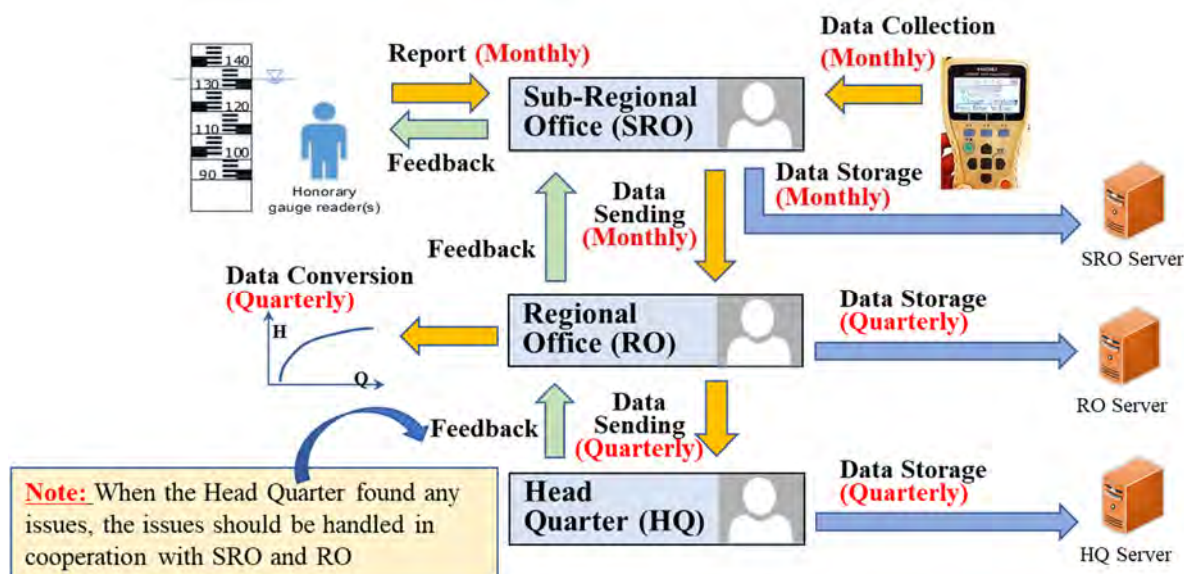 140
130
120
110
100
90
Honorary
gauge reader(s)
Report (Monthly)
Feedback
Sub-Regional
Office (SRO)
Data Collection
(Monthly)
Data Storage
(Monthly)
SRO Server
Data
Sending
(Monthly)
Feedback
Data Conversion
(Quarterly)
H
Q
Regional
Office (RO)
Data Storage
(Quarterly)
RO Server
Feedback
Data
Sending
(Quarterly)
Note: When the Head Quarter found any
issues, the issues should be handled in
cooperation with SRO and RO
Head
Quarter (HQ)
Data Storage
(Quarterly)
HQ Server